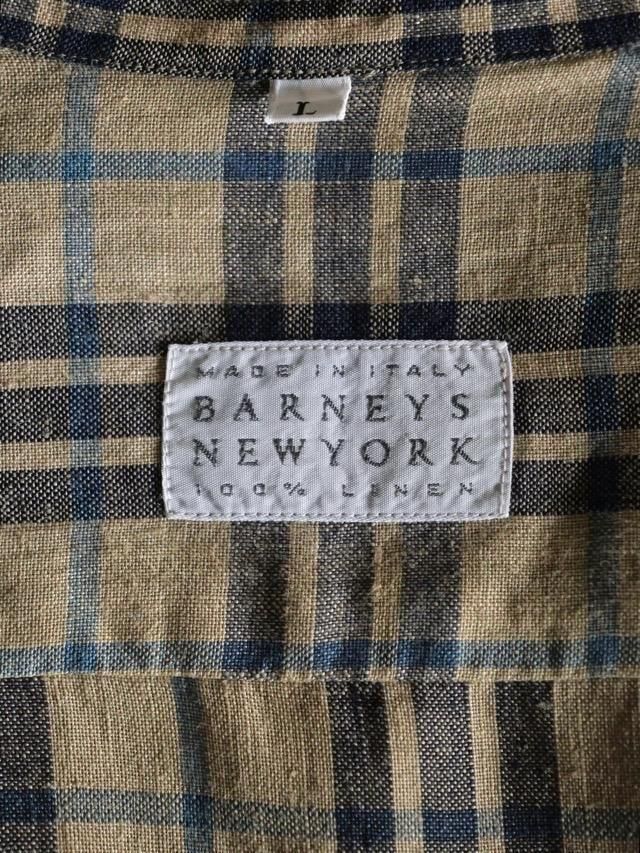 L
MADE IN ITALY
BARNEYS
NEWYORK
100% LINEN